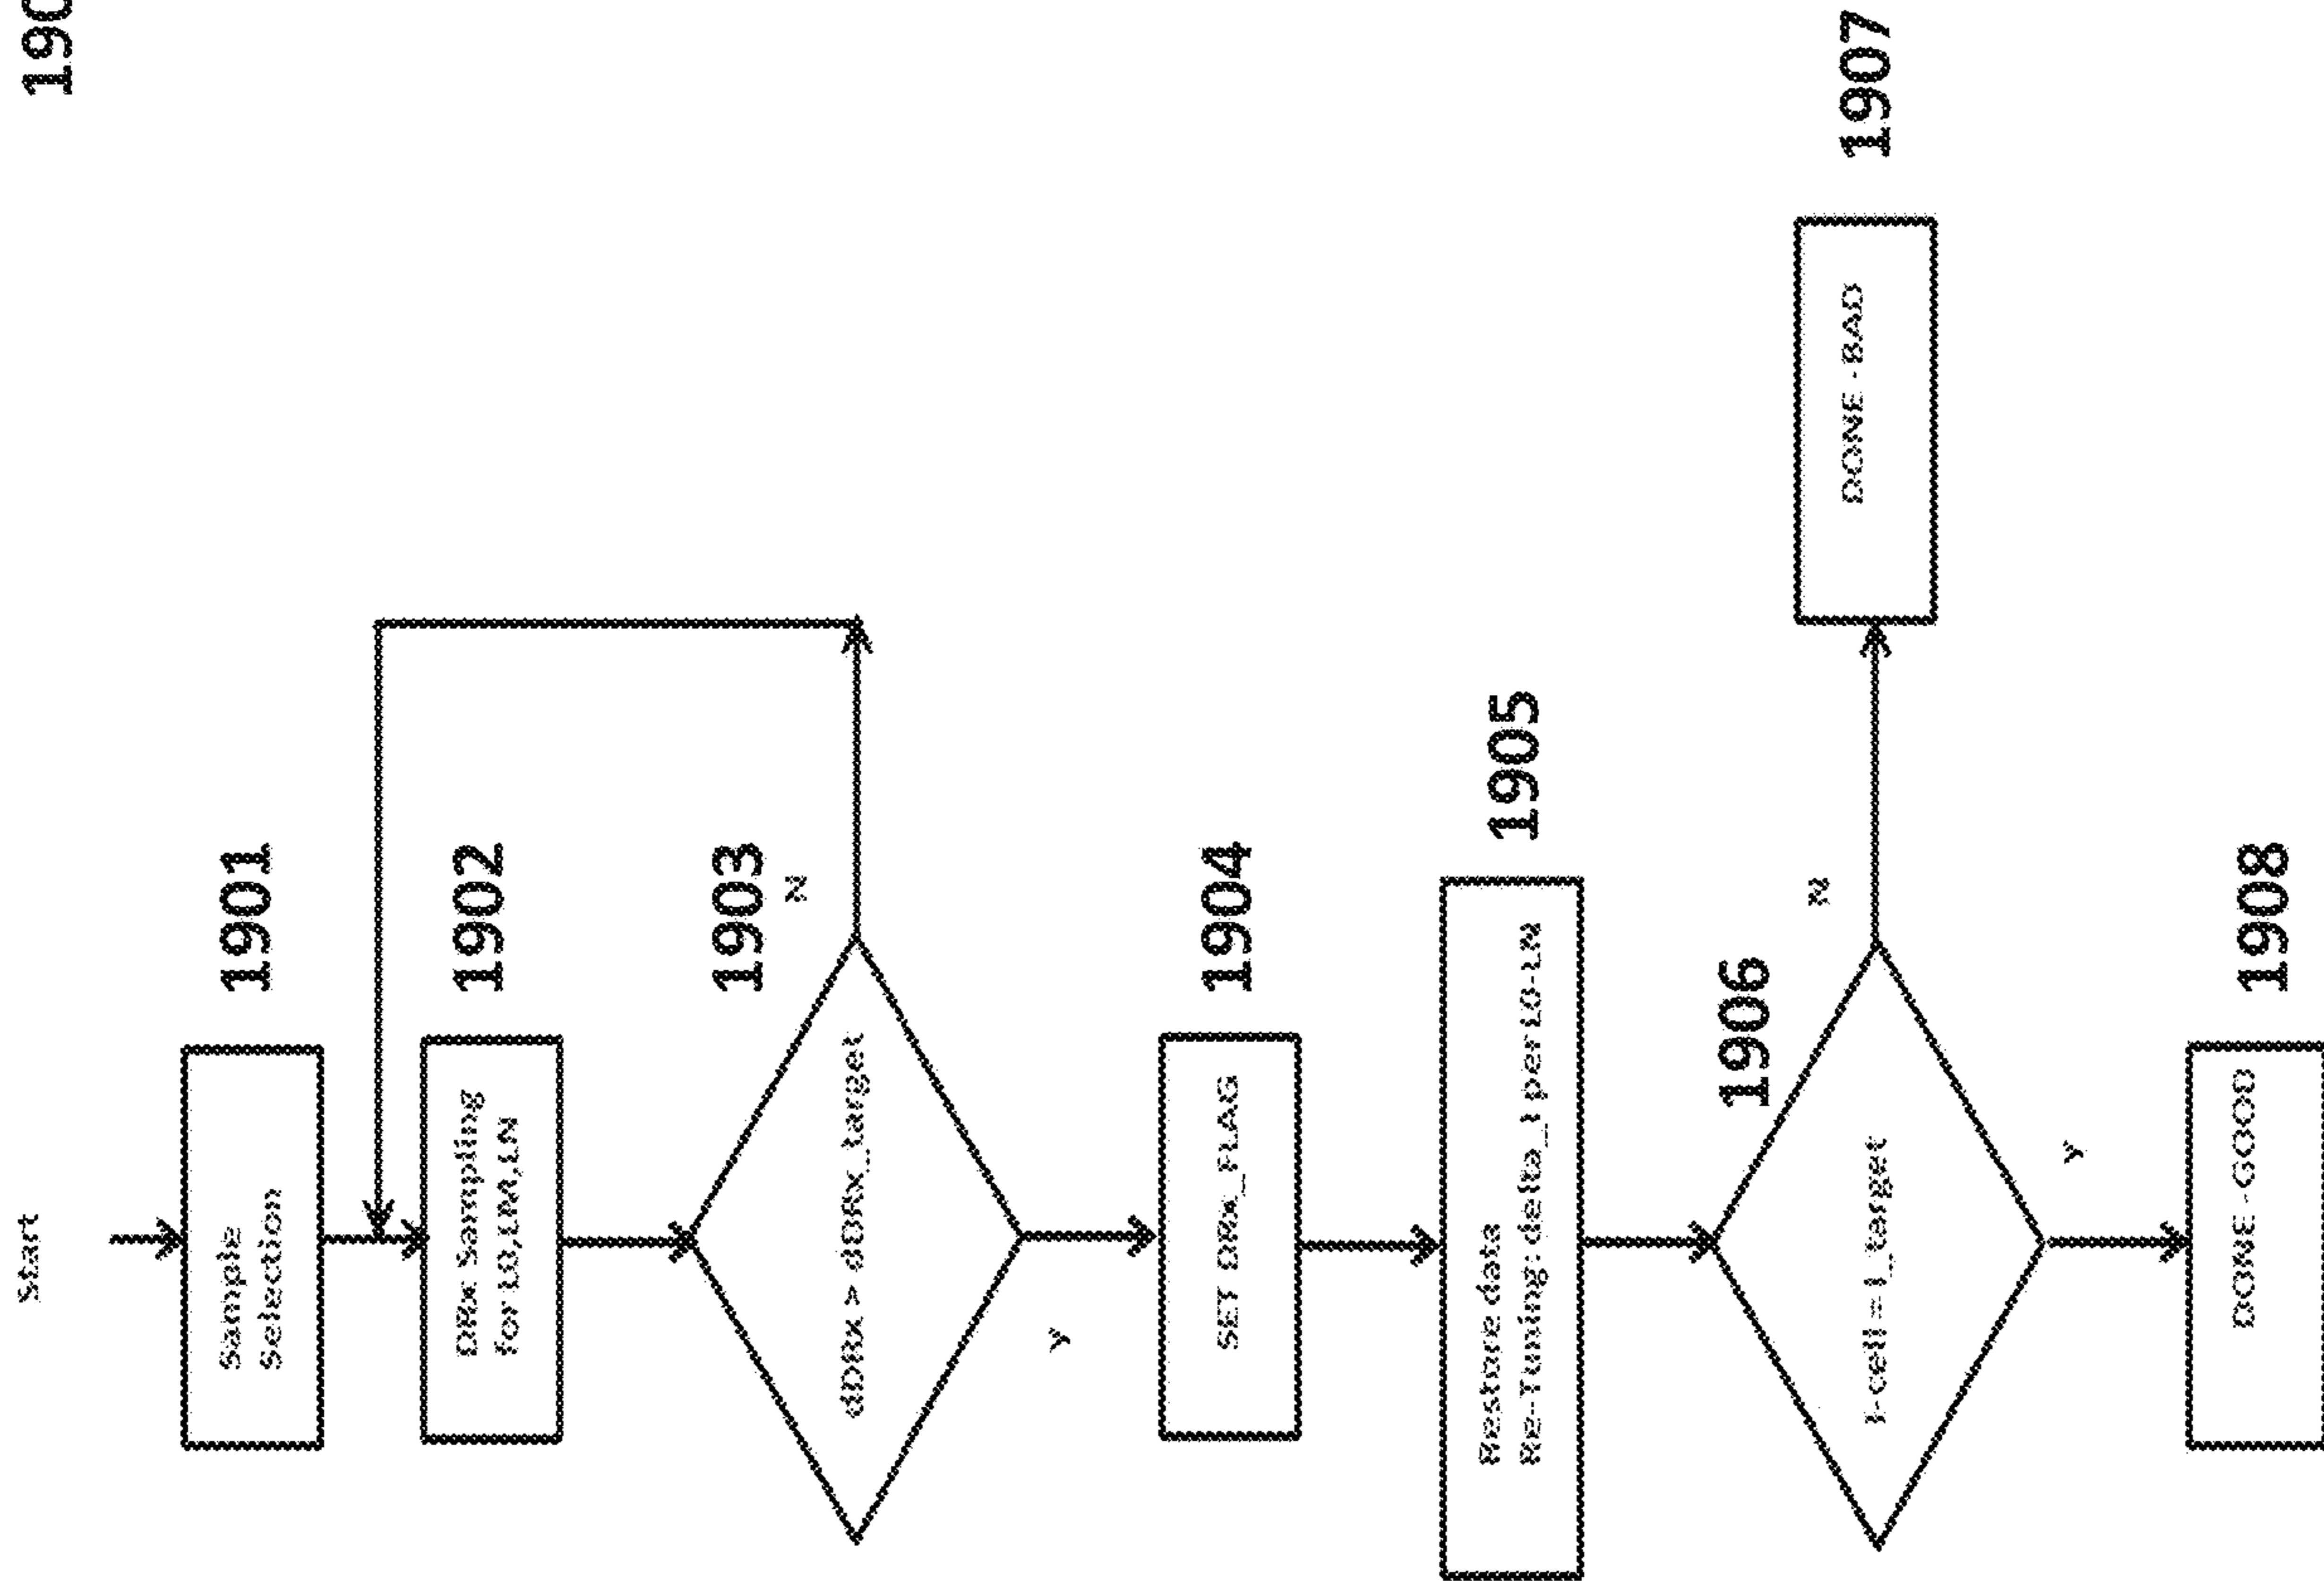 190
Start
1901
Sample
Selection
1902
DRx Sampling
for L0,LM,LN
1903
dDRx > dDRx_target
N
Y
1904
SET DRx_FLAG
1905
Restore data
Re-Tuning: delta_I per L0-LN
1906
I-cell = I_target
N
1907
DONE -BAD
Y
1908
DONE -GOOD